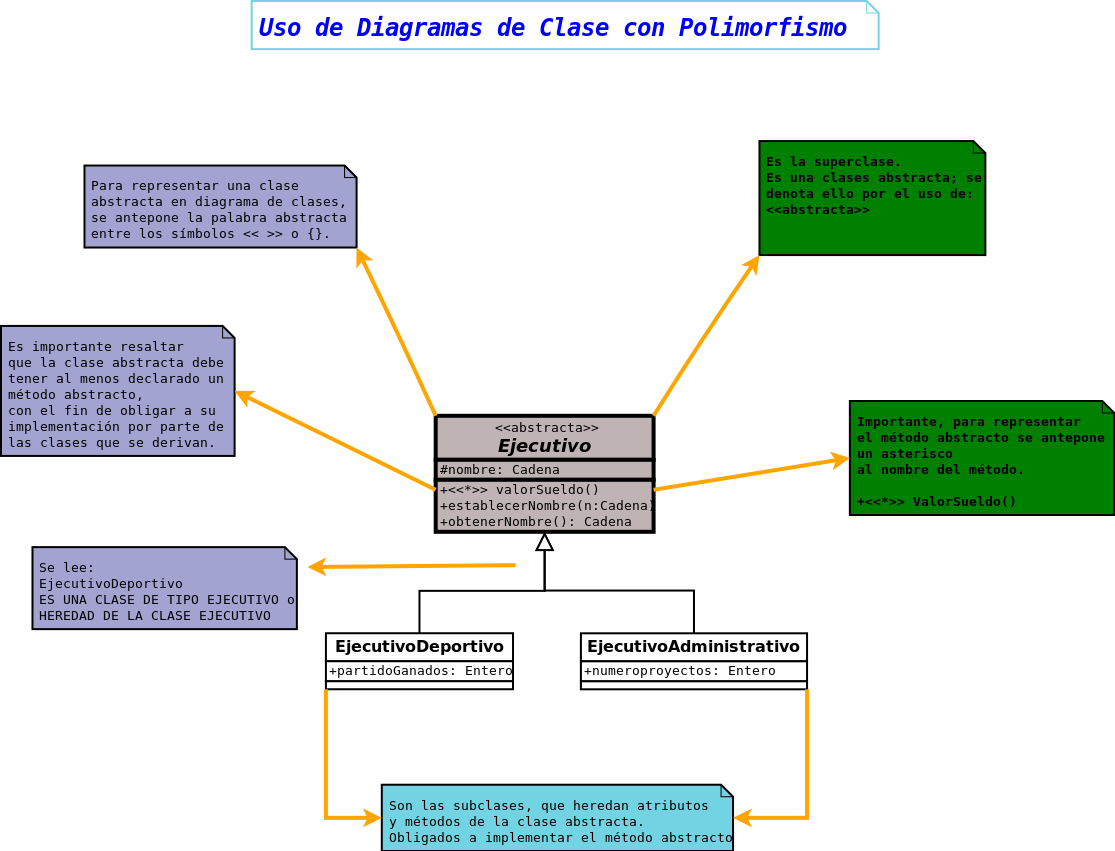 Uso de Diagramas de Clase con Polimorfismo
Para representar una clase
abstracta en diagrama de clases,
se antepone la palabra abstracta
entre los símbolos << >> o {}.
Es la superclase.
Es una clases abstracta; se
denota ello por el uso de:
<<abstracta>>
Es importante resaltar
que la clase abstracta debe
tener al menos declarado un
método abstracto,
con el fin de obligar a su
implementación por parte de
las clases que se derivan.
Importante, para representar
el método abstracto se antepone
un asterisco
al nombre del método.
+<<*>> ValorSueldo()
<<abstracta>>
Ejecutivo
#nombre: Cadena
+<<*>> valorSueldo()
+establecerNombre(n:Cadena)
+obtenerNombre(): Cadena
Se lee:
EjecutivoDeportivo
ES UNA CLASE DE TIPO EJECUTIVO o
HEREDAD DE LA CLASE EJECUTIVO
EjecutivoDeportivo
+partidoGanados: Entero
EjecutivoAdministrativo
+numeroproyectos: Entero
Son las subclases, que heredan atributos
y métodos de la clase abstracta.
Obligados a implementar el método abstracto